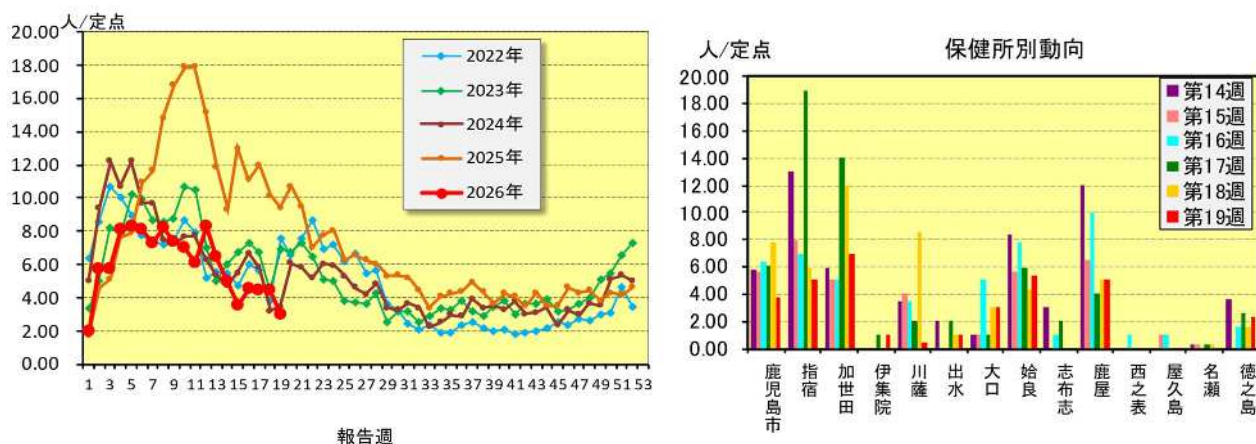 人/定点
20.00
18.00
16.00
14.00
12.00
10.00
8.00
6.00
4.00
2.00
0.00
2022年
2023年
2024年
2025年
2026年
1 3 5 7 9 11 13 15 17 19 21 23 25 27 29 31 33 35 37 39 41 43 45 47 49 51 53
報告週
人/定点
保健所別動向
20.00
18.00
16.00
14.00
12.00
10.00
8.00
6.00
4.00
2.00
0.00
第14週
第15週
第16週
第17週
第18週
第19週
鹿児島市
指宿
加世田
伊集院
川薩
出水
大口
姶良
志布志
鹿屋
西之表
屋久島
名瀬
徳之島